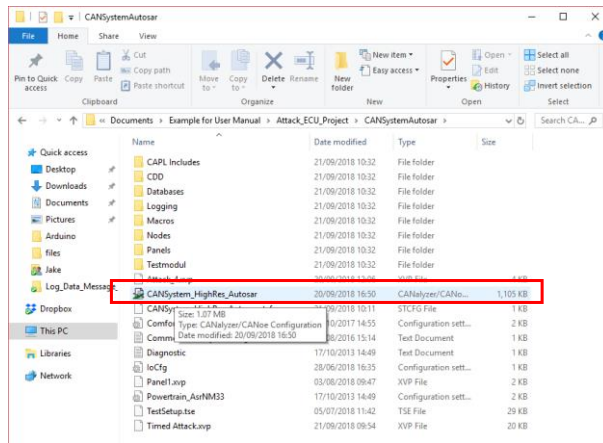 CANSystemAutosar
File Home Share View
Pin to Quick access
Copy
Paste
Cut
Copy path
Paste shortcut
Clipboard
Move to
Copy to
Delete
Rename
Organize
New folder
New item
Easy access
New
Properties
Open
Edit
History
Open
Select all
Select none
Invert selection
Select
« Documents > Example for User Manual > Attack_ECU_Project > CANSystemAutosar >
Search CA...
Quick access
Desktop
Downloads
Documents
Pictures
Arduino
files
Jake
Log_Data_Message_
Dropbox
This PC
Libraries
Network
Name Date modified Type Size
CAPL Includes 21/09/2018 10:32 File folder
CDD 21/09/2018 10:32 File folder
Databases 21/09/2018 10:32 File folder
Logging 21/09/2018 10:32 File folder
Macros 21/09/2018 10:32 File folder
Nodes 21/09/2018 10:32 File folder
Panels 21/09/2018 10:32 File folder
Testmodul 21/09/2018 10:32 File folder
CANSystem_HighRes_Autosar 20/09/2018 16:50 CANalyzer/CANo... 1,105 KB
21/09/2018 10:11 STCFG File 1 KB
Comfo 10/2017 14:55 Configuration sett... 2 KB
Comm 08/2016 15:14 Text Document 1 KB
Size: 1.07 MB
Type: CANalyzer/CANoe Configuration
Date modified: 20/09/2018 16:50
Diagnostic 17/10/2013 14:49 Text Document 1 KB
IoCfg 28/06/2018 16:35 Configuration sett... 1 KB
Panel1.xvp 03/08/2018 09:47 XVP File 2 KB
Powertrain_AsrNM33 17/10/2013 14:49 Configuration sett... 2 KB
TestSetup.tse 05/07/2018 11:42 TSE File 29 KB
Timed Attack.xvp 21/09/2018 09:54 XVP File 20 KB